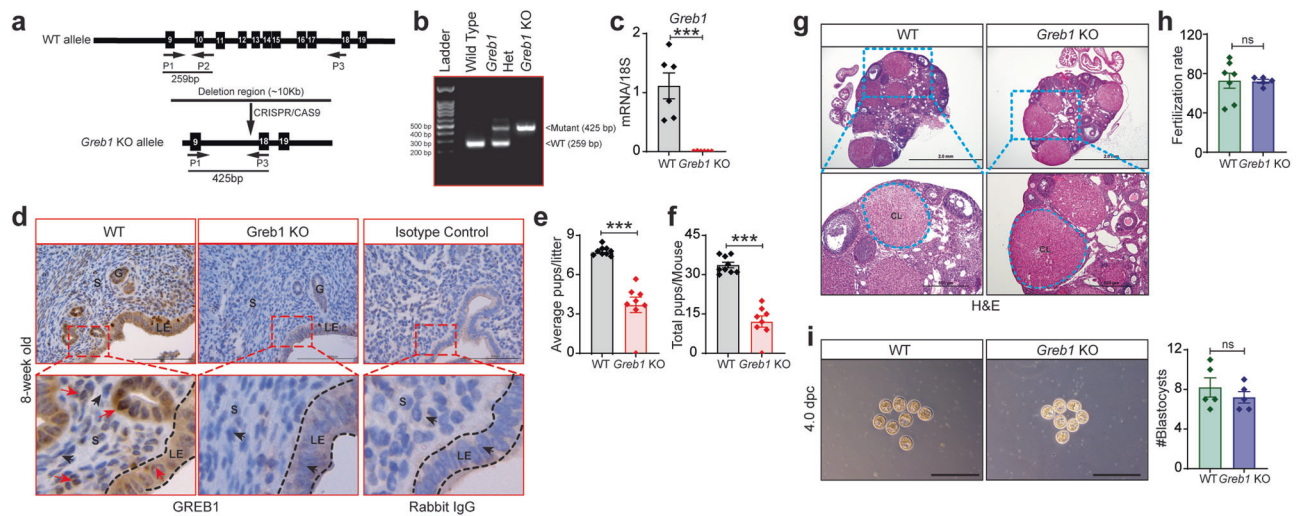 a
WT allele
9 10 11 12 13 14 15 16 17 18 19
P1 P2 P3
259bp
Deletion region (~10Kb)
CRISPR/CAS9
Greb1 KO allele
9 18 19
P1 P3
425bp
b
Ladder
Wild Type
Greb1 Het
Greb1 KO
500 bp
400 bp
300 bp
200 bp
<Mutant (425 bp)
<WT (259 bp)
c
Greb1
***
mRNA/18S
2
1
0
WT Greb1 KO
d
WT Greb1 KO Isotype Control
8-week old
S G LE
S G LE
S LE
S LE
S LE
GREB1 Rabbit IgG
e
***
Average pups/litter
9
6
3
0
WT Greb1 KO
f
***
Total pups/Mouse
45
30
15
0
WT Greb1 KO
g
WT Greb1 KO
2.0 mm 2.0 mm
CL CL
H&E
h
ns
Fertilization rate
120
80
40
0
WT Greb1 KO
i
WT Greb1 KO
4.0 dpc
ns
#Blastocysts
12
8
4
0
WT Greb1 KO